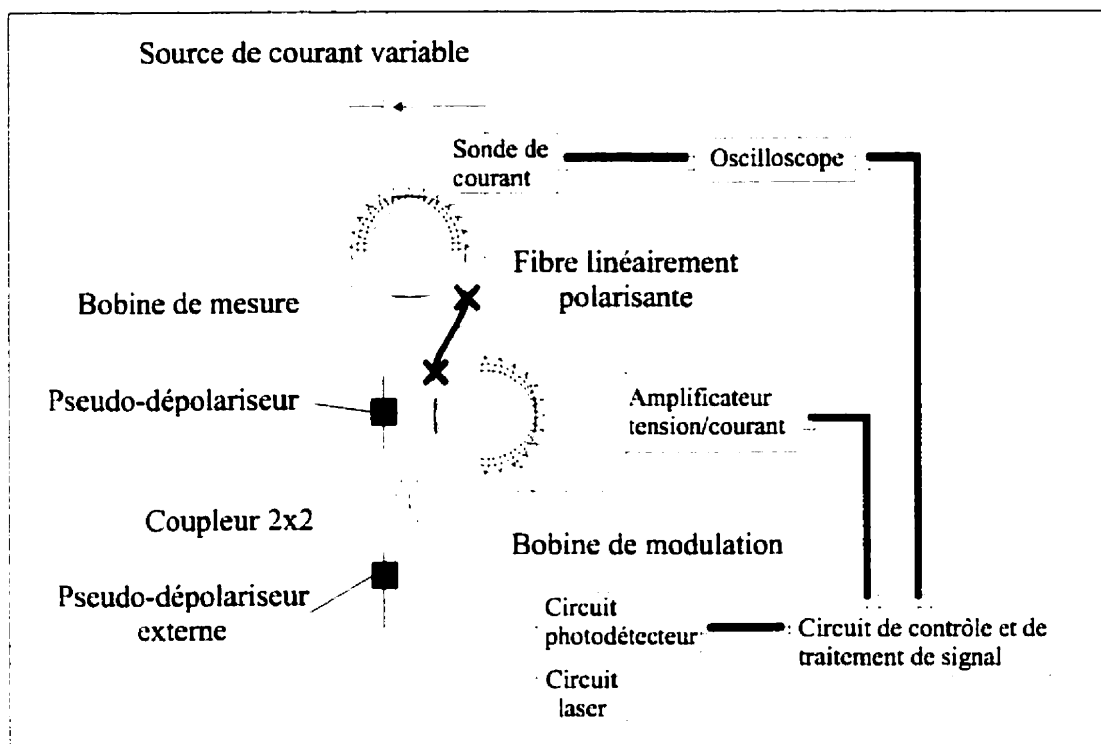 Source de courant variable
Sonde de
courant
Oscilloscope
Fibre linéairement
polarisante
Bobine de mesure
Pseudo-dépolariseur
Amplificateur
tension/courant
Coupleur 2x2
Bobine de modulation
Pseudo-dépolariseur
externe
Circuit
photodétecteur
Circuit de contrôle et de
traitement de signal
Circuit
laser